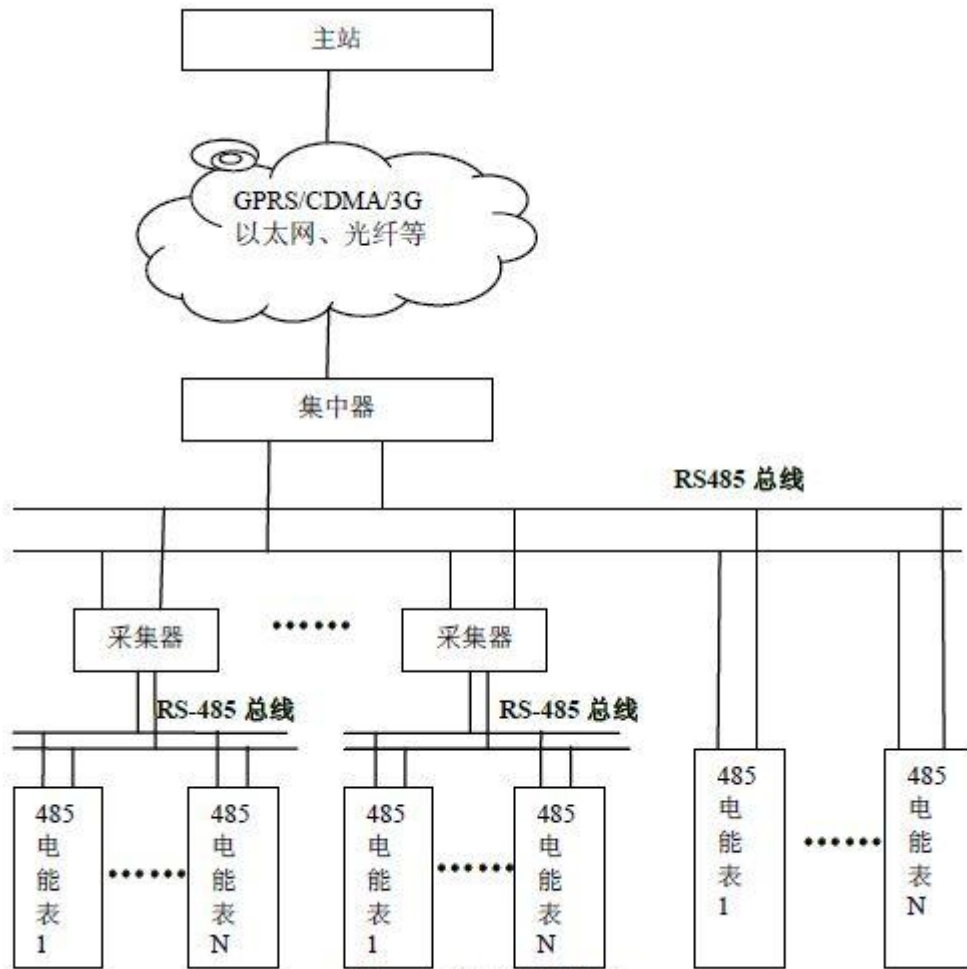 主站
GPRS/CDMA/3G
以太网、光纤等
集中器
RS485 总线
采集器
采集器
RS-485 总线
RS-485 总线
485
电
能
表
1
485
电
能
表
N
485
电
能
表
1
485
电
能
表
N
485
电
能
表
1
485
电
能
表
N